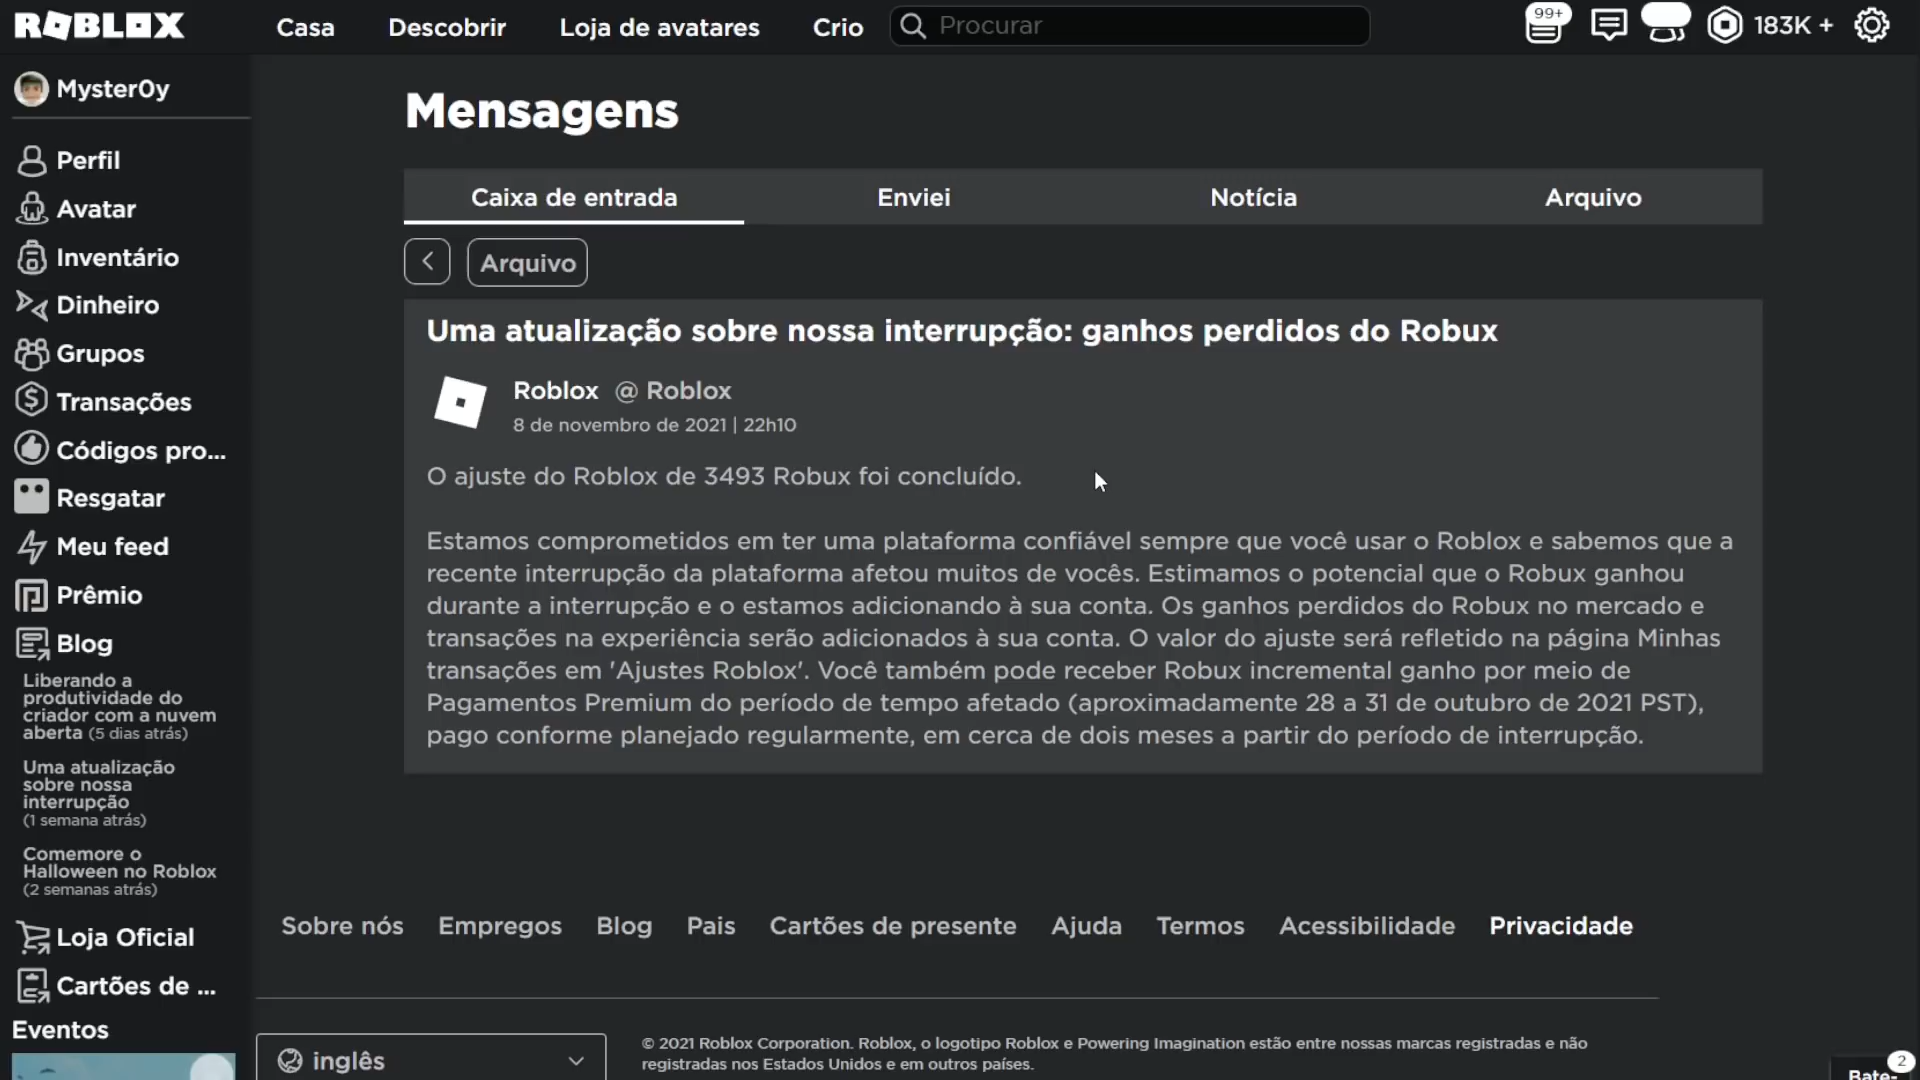 ROBLOX
Casa
Descobrir
Loja de avatares
Crio
Procurar
99+
183K +
Myster0y
Perfil
Avatar
Inventário
Dinheiro
Grupos
Transações
Códigos pro...
Resgatar
Meu feed
Prêmio
Blog
Liberando a
produtividade do
criador com a nuvem
aberta (5 dias atrás)
Uma atualização
sobre nossa
interrupção
(1 semana atrás)
Comemore o
Halloween no Roblox
(2 semanas atrás)
Loja Oficial
Cartões de ...
Eventos
Mensagens
Caixa de entrada
Enviei
Notícia
Arquivo
Arquivo
Uma atualização sobre nossa interrupção: ganhos perdidos do Robux
Roblox @ Roblox
8 de novembro de 2021 | 22h10
O ajuste do Roblox de 3493 Robux foi concluído.
Estamos comprometidos em ter uma plataforma confiável sempre que você usar o Roblox e sabemos que a
recente interrupção da plataforma afetou muitos de vocês. Estimamos o potencial que o Robux ganhou
durante a interrupção e o estamos adicionando à sua conta. Os ganhos perdidos do Robux no mercado e
transações na experiência serão adicionados à sua conta. O valor do ajuste será refletido na página Minhas
transações em 'Ajustes Roblox'. Você também pode receber Robux incremental ganho por meio de
Pagamentos Premium do período de tempo afetado (aproximadamente 28 a 31 de outubro de 2021 PST),
pago conforme planejado regularmente, em cerca de dois meses a partir do período de interrupção.
Sobre nós
Empregos
Blog
Pais
Cartões de presente
Ajuda
Termos
Acessibilidade
Privacidade
inglês
© 2021 Roblox Corporation. Roblox, o logotipo Roblox e Powering Imagination estão entre nossas marcas registradas e não
registradas nos Estados Unidos e em outros países.
Bate-
2